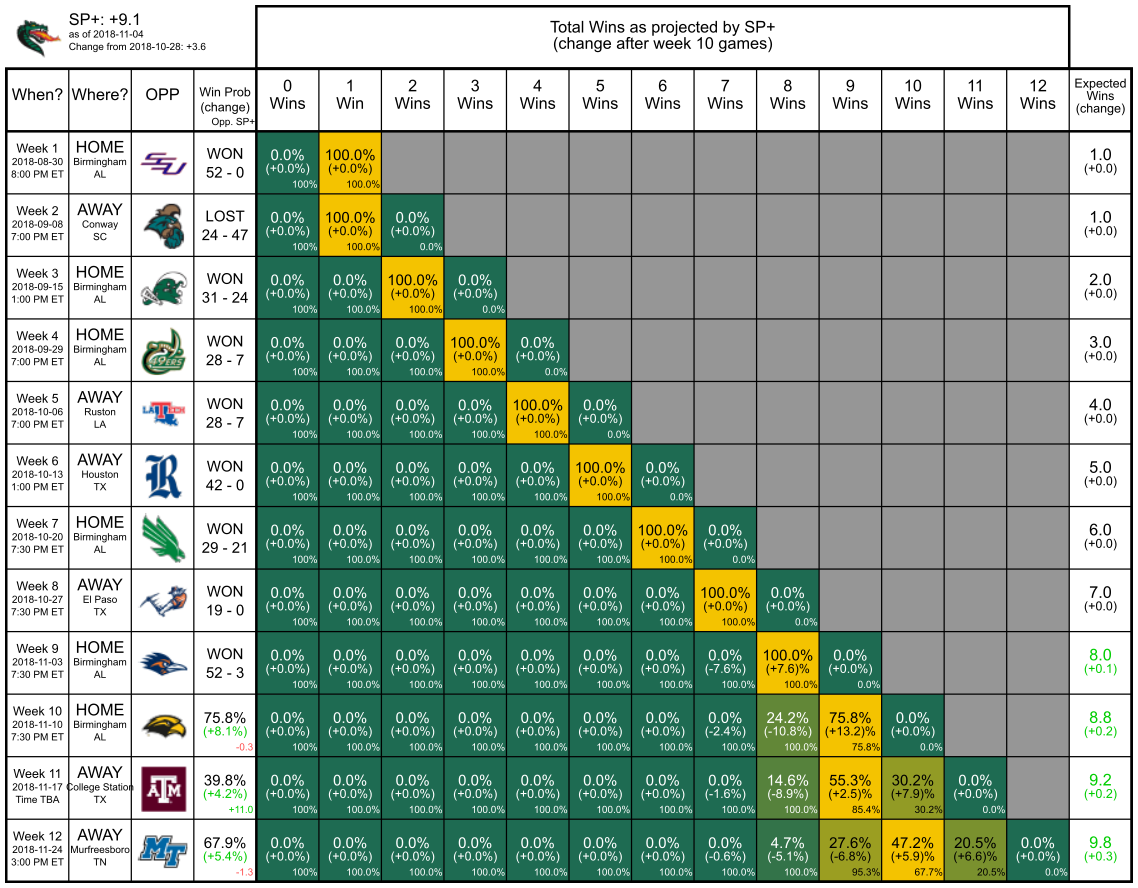 SP+: +9.1
as of 2018-11-04
Change from 2018-10-28: +3.6
Total Wins as projected by SP+
(change after week 10 games)
When? Where? OPP Win Prob (change) Opp. SP+ 0 Wins 1 Win 2 Wins 3 Wins 4 Wins 5 Wins 6 Wins 7 Wins 8 Wins 9 Wins 10 Wins 11 Wins 12 Wins Expected Wins (change)
Week 1 HOME WON 0.0% 100.0% 1.0
2018-08-30 Birmingham (+0.0%) (+0.0%) (+0.0)
8:00 PM ET AL 52 - 0 100% 100.0%
Week 2 AWAY LOST 0.0% 100.0% 0.0% 1.0
2018-09-08 Conway (+0.0%) (+0.0%) (+0.0%) (+0.0)
7:00 PM ET SC 24 - 47 100% 100.0% 0.0%
Week 3 HOME WON 0.0% 0.0% 100.0% 0.0% 2.0
2018-09-15 Birmingham (+0.0%) (+0.0%) (+0.0%) (+0.0%) (+0.0)
1:00 PM ET AL 31 - 24 100% 100.0% 100.0% 0.0%
Week 4 HOME 49ERS WON 0.0% 0.0% 0.0% 100.0% 0.0% 3.0
2018-09-29 Birmingham (+0.0%) (+0.0%) (+0.0%) (+0.0%) (+0.0%) (+0.0)
7:00 PM ET AL 28 - 7 100% 100.0% 100.0% 100.0% 0.0%
Week 5 AWAY LA TECH WON 0.0% 0.0% 0.0% 0.0% 100.0% 0.0% 4.0
2018-10-06 Ruston (+0.0%) (+0.0%) (+0.0%) (+0.0%) (+0.0%) (+0.0%) (+0.0)
7:00 PM ET LA 28 - 7 100% 100.0% 100.0% 100.0% 100.0% 0.0%
Week 6 AWAY R WON 0.0% 0.0% 0.0% 0.0% 0.0% 100.0% 0.0% 5.0
2018-10-13 Houston (+0.0%) (+0.0%) (+0.0%) (+0.0%) (+0.0%) (+0.0%) (+0.0%) (+0.0)
1:00 PM ET TX 42 - 0 100% 100.0% 100.0% 100.0% 100.0% 100.0% 0.0%
Week 7 HOME WON 0.0% 0.0% 0.0% 0.0% 0.0% 0.0% 100.0% 0.0% 6.0
2018-10-20 Birmingham (+0.0%) (+0.0%) (+0.0%) (+0.0%) (+0.0%) (+0.0%) (+0.0%) (+0.0%) (+0.0)
7:30 PM ET AL 29 - 21 100% 100.0% 100.0% 100.0% 100.0% 100.0% 100.0% 0.0%
Week 8 AWAY WON 0.0% 0.0% 0.0% 0.0% 0.0% 0.0% 0.0% 100.0% 0.0% 7.0
2018-10-27 El Paso (+0.0%) (+0.0%) (+0.0%) (+0.0%) (+0.0%) (+0.0%) (+0.0%) (+0.0%) (+0.0%) (+0.0)
7:30 PM ET TX 19 - 0 100% 100.0% 100.0% 100.0% 100.0% 100.0% 100.0% 100.0% 0.0%
Week 9 HOME WON 0.0% 0.0% 0.0% 0.0% 0.0% 0.0% 0.0% 0.0% 100.0% 0.0% 8.0
2018-11-03 Birmingham (+0.0%) (+0.0%) (+0.0%) (+0.0%) (+0.0%) (+0.0%) (+0.0%) (-7.6%) (+7.6)% (+0.0%) (+0.1)
7:30 PM ET AL 52 - 3 100% 100.0% 100.0% 100.0% 100.0% 100.0% 100.0% 100.0% 100.0% 0.0%
Week 10 HOME 75.8% 0.0% 0.0% 0.0% 0.0% 0.0% 0.0% 0.0% 0.0% 24.2% 75.8% 0.0% 8.8
2018-11-10 Birmingham (+8.1%) (+0.0%) (+0.0%) (+0.0%) (+0.0%) (+0.0%) (+0.0%) (+0.0%) (-2.4%) (-10.8%) (+13.2)% (+0.0%) (+0.2)
7:30 PM ET AL -0.3 100% 100.0% 100.0% 100.0% 100.0% 100.0% 100.0% 100.0% 100.0% 75.8% 0.0%
Week 11 AWAY ATM 39.8% 0.0% 0.0% 0.0% 0.0% 0.0% 0.0% 0.0% 0.0% 14.6% 55.3% 30.2% 0.0% 9.2
2018-11-17 College Station (+4.2%) (+0.0%) (+0.0%) (+0.0%) (+0.0%) (+0.0%) (+0.0%) (+0.0%) (-1.6%) (-8.9%) (+2.5)% (+7.9)% (+0.0%) (+0.2)
Time TBA TX +11.0 100% 100.0% 100.0% 100.0% 100.0% 100.0% 100.0% 100.0% 100.0% 85.4% 30.2% 0.0%
Week 12 AWAY MT 67.9% 0.0% 0.0% 0.0% 0.0% 0.0% 0.0% 0.0% 0.0% 4.7% 27.6% 47.2% 20.5% 0.0% 9.8
2018-11-24 Murfreesboro (+5.4%) (+0.0%) (+0.0%) (+0.0%) (+0.0%) (+0.0%) (+0.0%) (+0.0%) (-0.6%) (-5.1%) (-6.8%) (+5.9)% (+6.6)% (+0.0%) (+0.3)
3:00 PM ET TN -1.3 100% 100.0% 100.0% 100.0% 100.0% 100.0% 100.0% 100.0% 100.0% 95.3% 67.7% 20.5% 0.0%